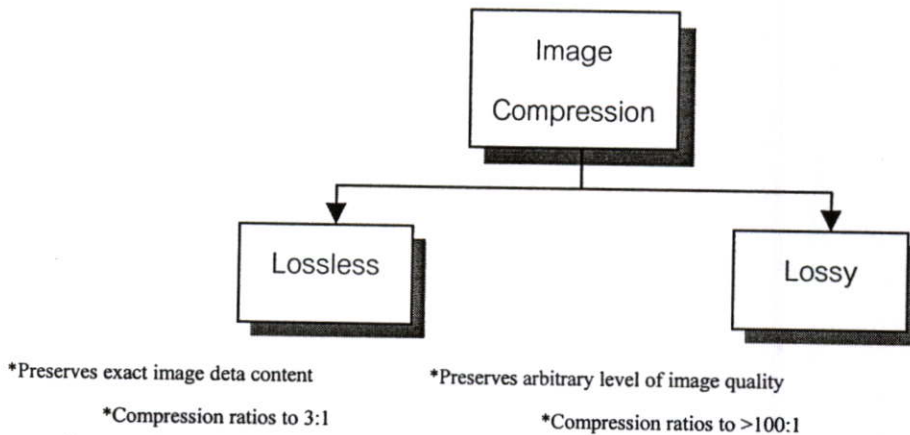 Image
Compression
Lossless
Lossy
*Preserves exact image deta content
*Preserves arbitrary level of image quality
*Compression ratios to 3:1
*Compression ratios to >100:1